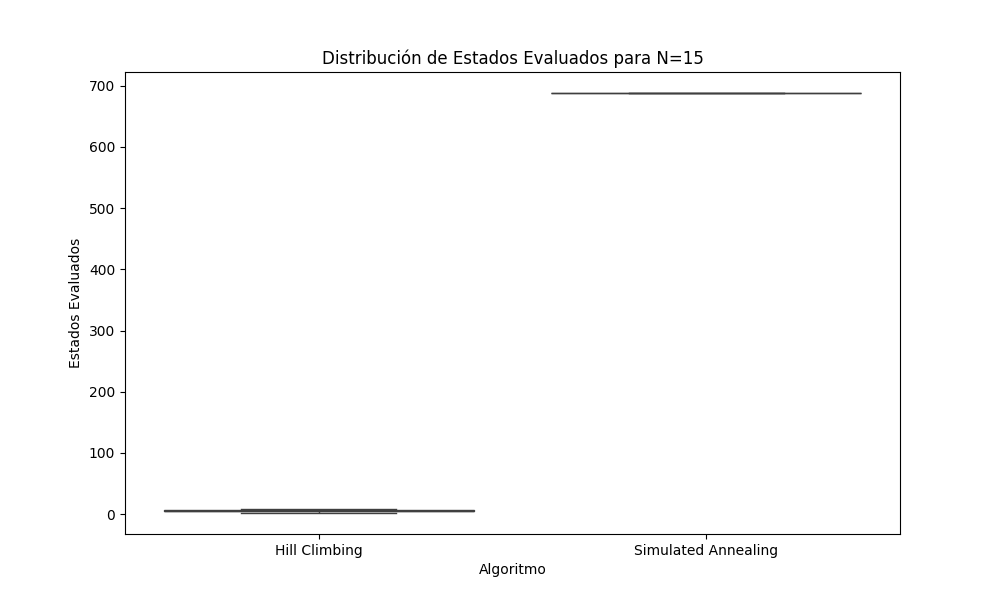 Distribución de Estados Evaluados para N=15
700
600
500
400
300
200
100
0
Estados Evaluados
Hill Climbing
Simulated Annealing
Algoritmo